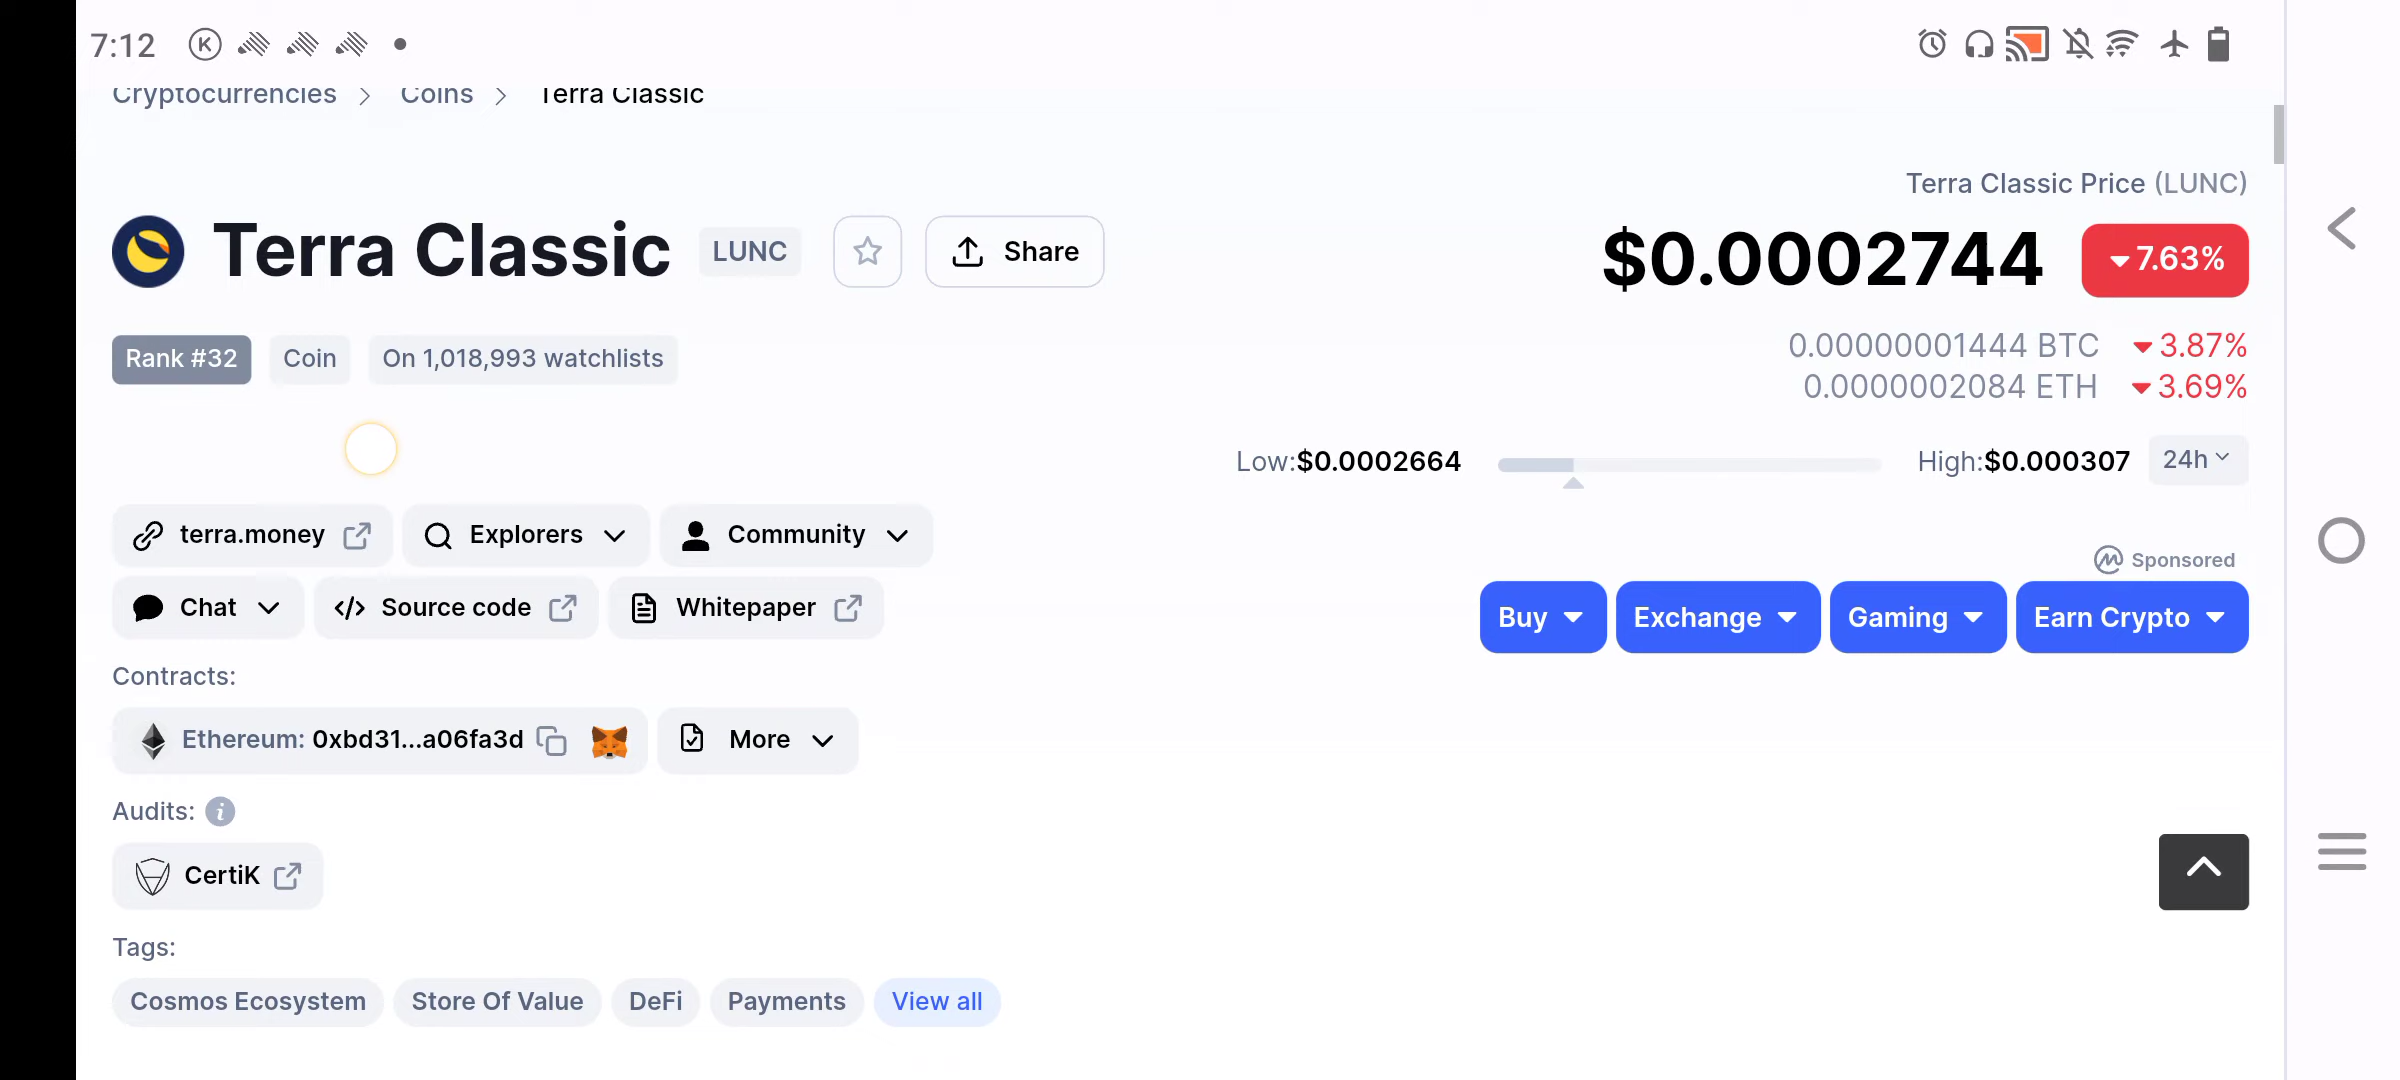 7:12
Cryptocurrencies > Coins > Terra Classic
Terra Classic Price (LUNC)
Terra Classic LUNC Share
$0.0002744 7.63%
Rank #32 Coin On 1,018,993 watchlists
0.00000001444 BTC 3.87%
0.0000002084 ETH 3.69%
Low:$0.0002664 High:$0.000307 24h
terra.money Explorers Community
Sponsored
Chat Source code Whitepaper
Buy Exchange Gaming Earn Crypto
Contracts:
Ethereum: 0xbd31...a06fa3d More
Audits:
CertiK
Tags:
Cosmos Ecosystem Store Of Value DeFi Payments View all